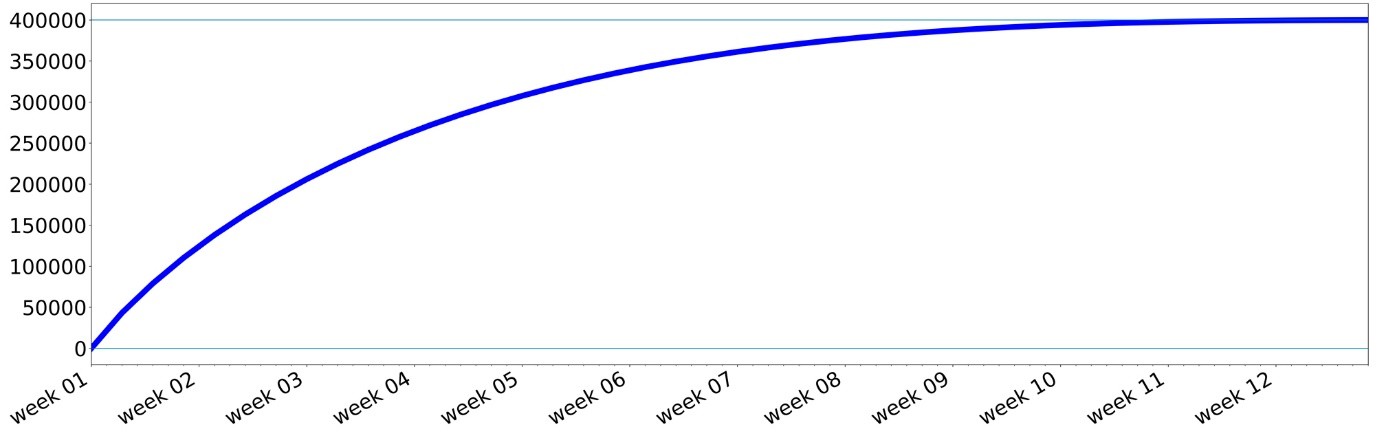 400000
350000
300000
250000
200000
150000
100000
50000
0
week 01
week 02
week 03
week 04
week 05
week 06
week 07
week 08
week 09
week 10
week 11
week 12